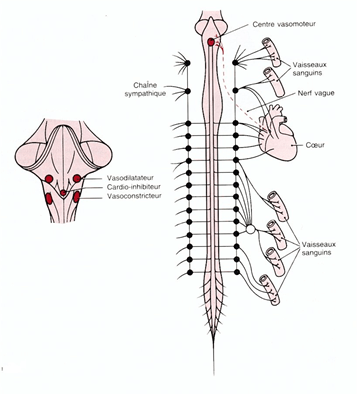 Centre vasomoteur
Vaisseaux
sanguins
Chaîne
sympathique
Nerf vague
Cœur
Vasodilatateur
Cardio-inhibiteur
Vasoconstricteur
Vaisseaux
sanguins